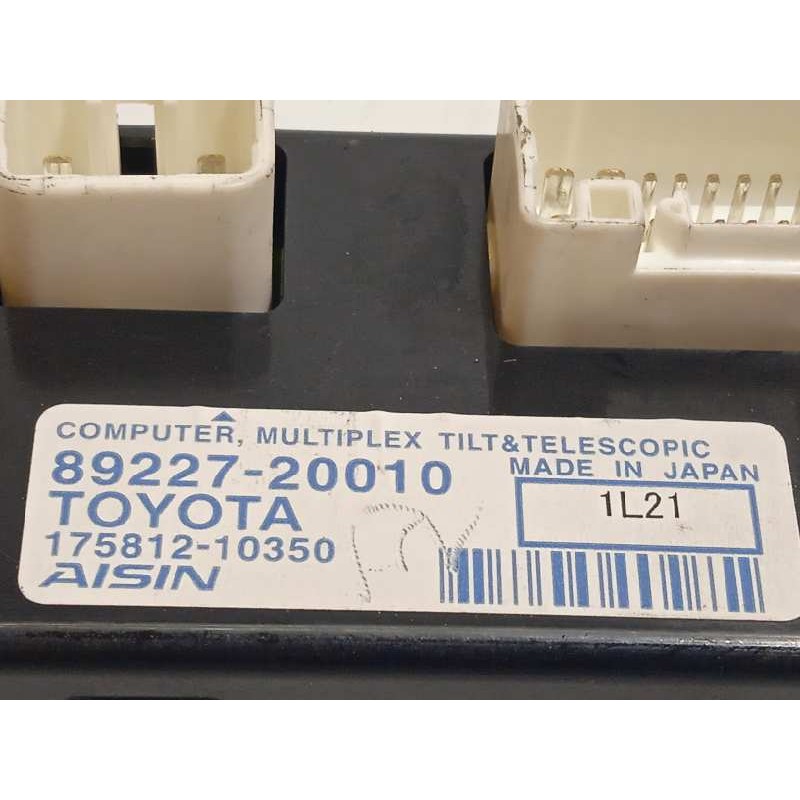 COMPUTER, MULTIPLEX TILT&TELESCOPIC
89227-20010
MADE IN JAPAN
TOYOTA
1L21
175812-10350
AISIN